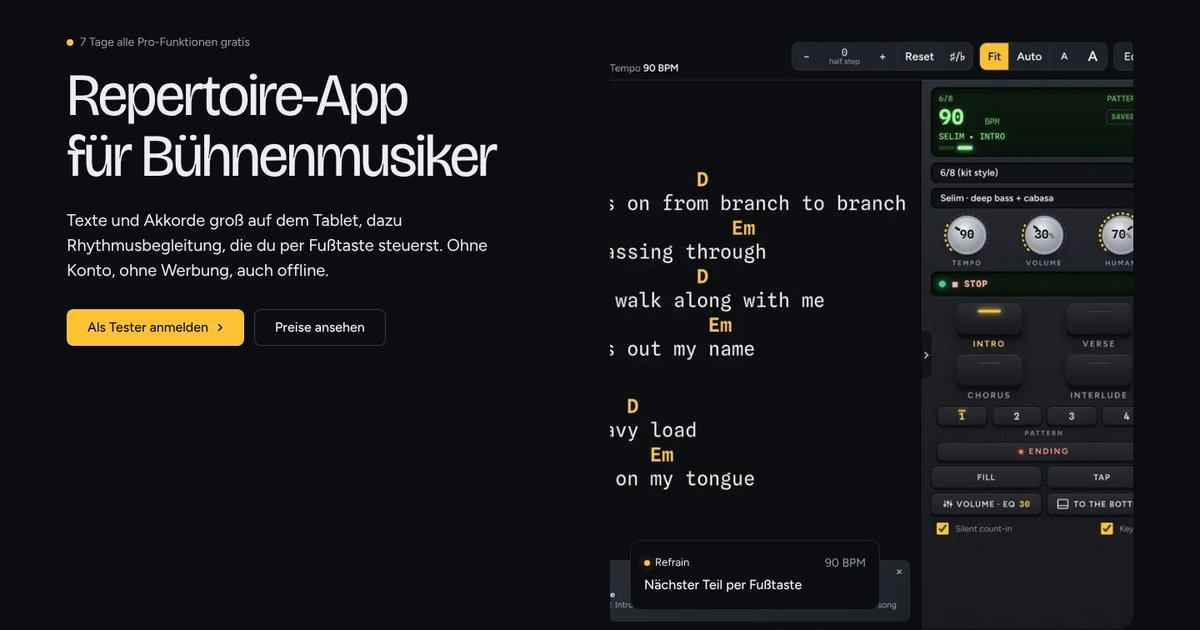 7 Tage alle Pro-Funktionen gratis
Repertoire-App
für Bühnenmusiker
Texte und Akkorde groß auf dem Tablet, dazu
Rhythmusbegleitung, die du per Fußtaste steuerst. Ohne
Konto, ohne Werbung, auch offline.
Als Tester anmelden
Preise ansehen
Tempo 90 BPM
- 0 +
half step
Reset
♯/♭
Fit
Auto
A
A
D
on from branch to branch
Em
through
D
walk along with me
Em
out my name
D
load
Em
on my tongue
6/8
90 BPM
SELIM ▸ INTRO
6/8 (kit style)
Selim · deep bass + cabasa
90
30%
70%
TEMPO
VOLUME
STOP
INTRO
VERSE
CHORUS
INTERLUDE
1
2
3
4
PATTERN
ENDING
FILL
TAP
VOLUME · EQ 30
TO THE
Silent count-in
Key
Refrain
90 BPM
Nächster Teil per Fußtaste
song